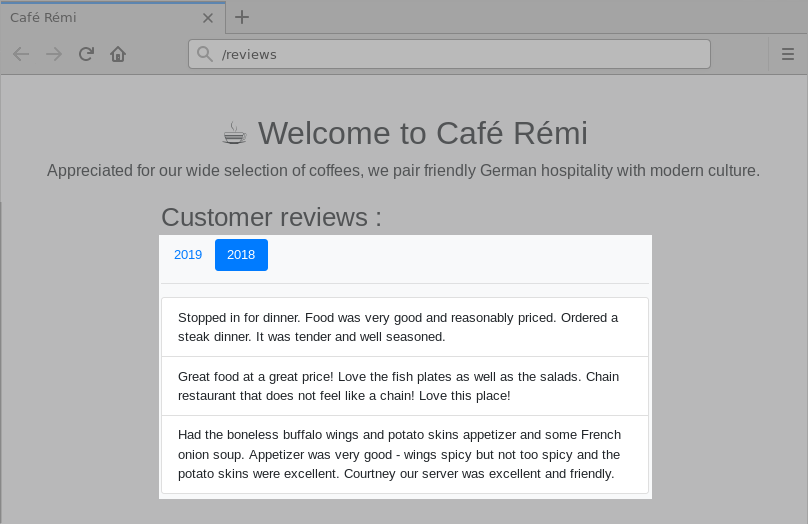 Café Rémi
/reviews
☕ Welcome to Café Rémi
Appreciated for our wide selection of coffees, we pair friendly German hospitality with modern culture.
Customer reviews :
2019 2018
Stopped in for dinner. Food was very good and reasonably priced. Ordered a
steak dinner. It was tender and well seasoned.
Great food at a great price! Love the fish plates as well as the salads. Chain
restaurant that does not feel like a chain! Love this place!
Had the boneless buffalo wings and potato skins appetizer and some French
onion soup. Appetizer was very good - wings spicy but not too spicy and the
potato skins were excellent. Courtney our server was excellent and friendly.